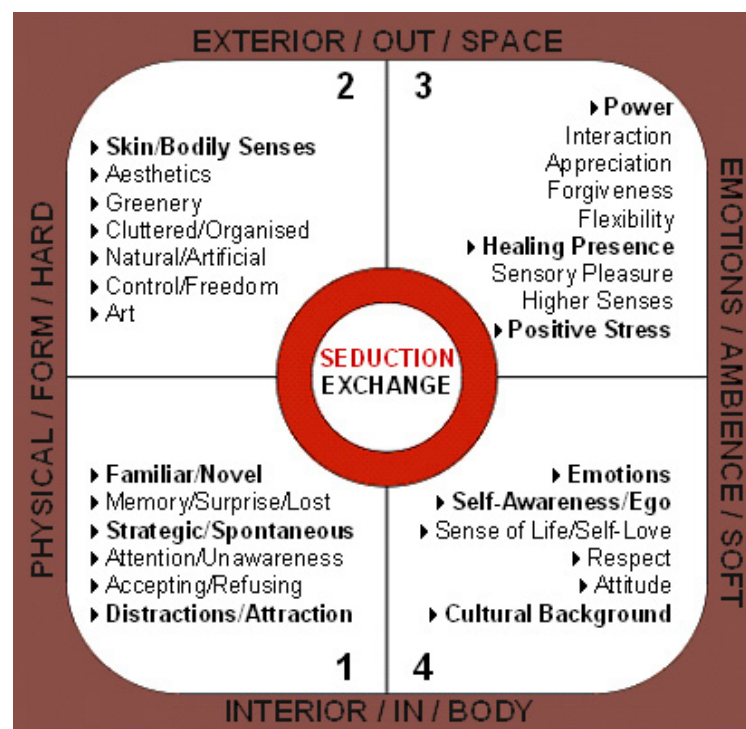 EXTERIOR / OUT / SPACE
PHYSICAL / FORM / HARD
2
Skin/Bodily Senses
Aesthetics
Greenery
Cluttered/Organised
Natural/Artificial
Control/Freedom
Art
3
Power
Interaction
Appreciation
Forgiveness
Flexibility
Healing Presence
Sensory Pleasure
Higher Senses
Positive Stress
EMOTIONS / AMBIENCE / SOFT
SEDUCTION
EXCHANGE
Familiar/Novel
Memory/Surprise/Lost
Strategic/Spontaneous
Attention/Unawareness
Accepting/Refusing
Distractions/Attraction
1
Emotions
Self-Awareness/Ego
Sense of Life/Self-Love
Respect
Attitude
Cultural Background
4
INTERIOR / IN / BODY